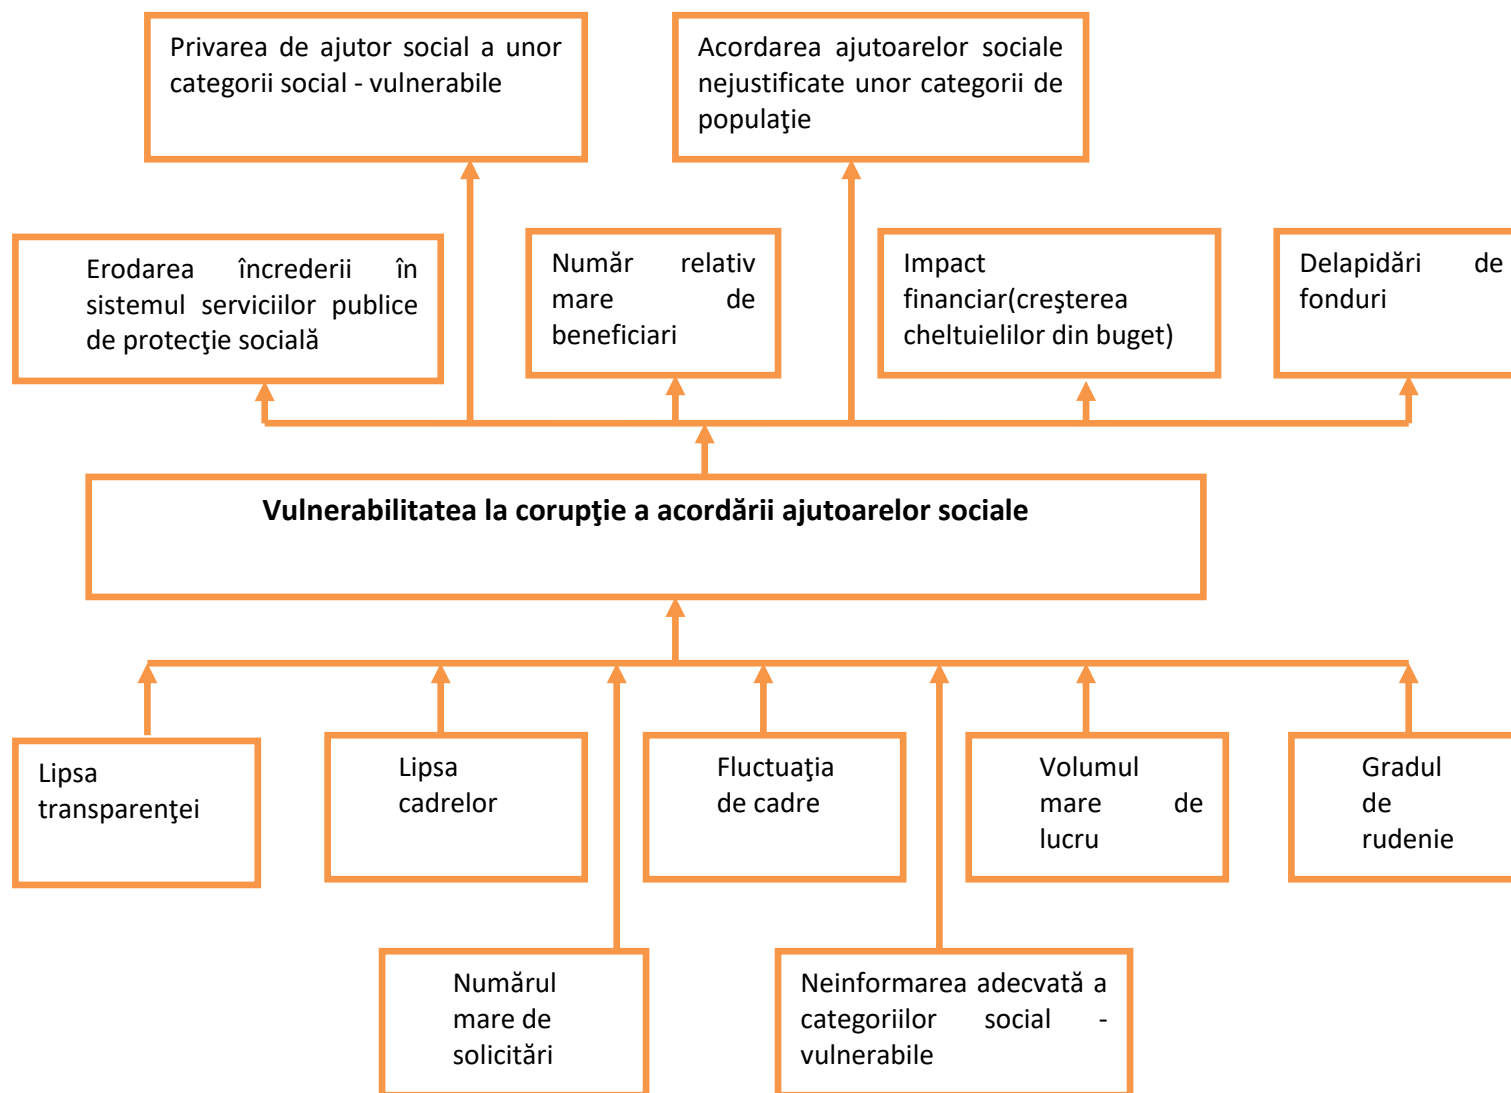 Privarea de ajutor social a unor
categorii social - vulnerabile
Acordarea ajutoarelor sociale
nejustificate unor categorii de
populaţie
Erodarea încrederii în
sistemul serviciilor publice
de protecţie socială
Număr relativ
mare de
beneficiari
Impact
financiar(creşterea
cheltuielilor din buget)
Delapidări de
fonduri
Vulnerabilitatea la corupţie a acordării ajutoarelor sociale
Lipsa
transparenţei
Lipsa
cadrelor
Fluctuaţia
de cadre
Volumul
mare de
lucru
Gradul
de
rudenie
Numărul
mare de
solicitări
Neinformarea adecvată a
categoriilor social -
vulnerabile